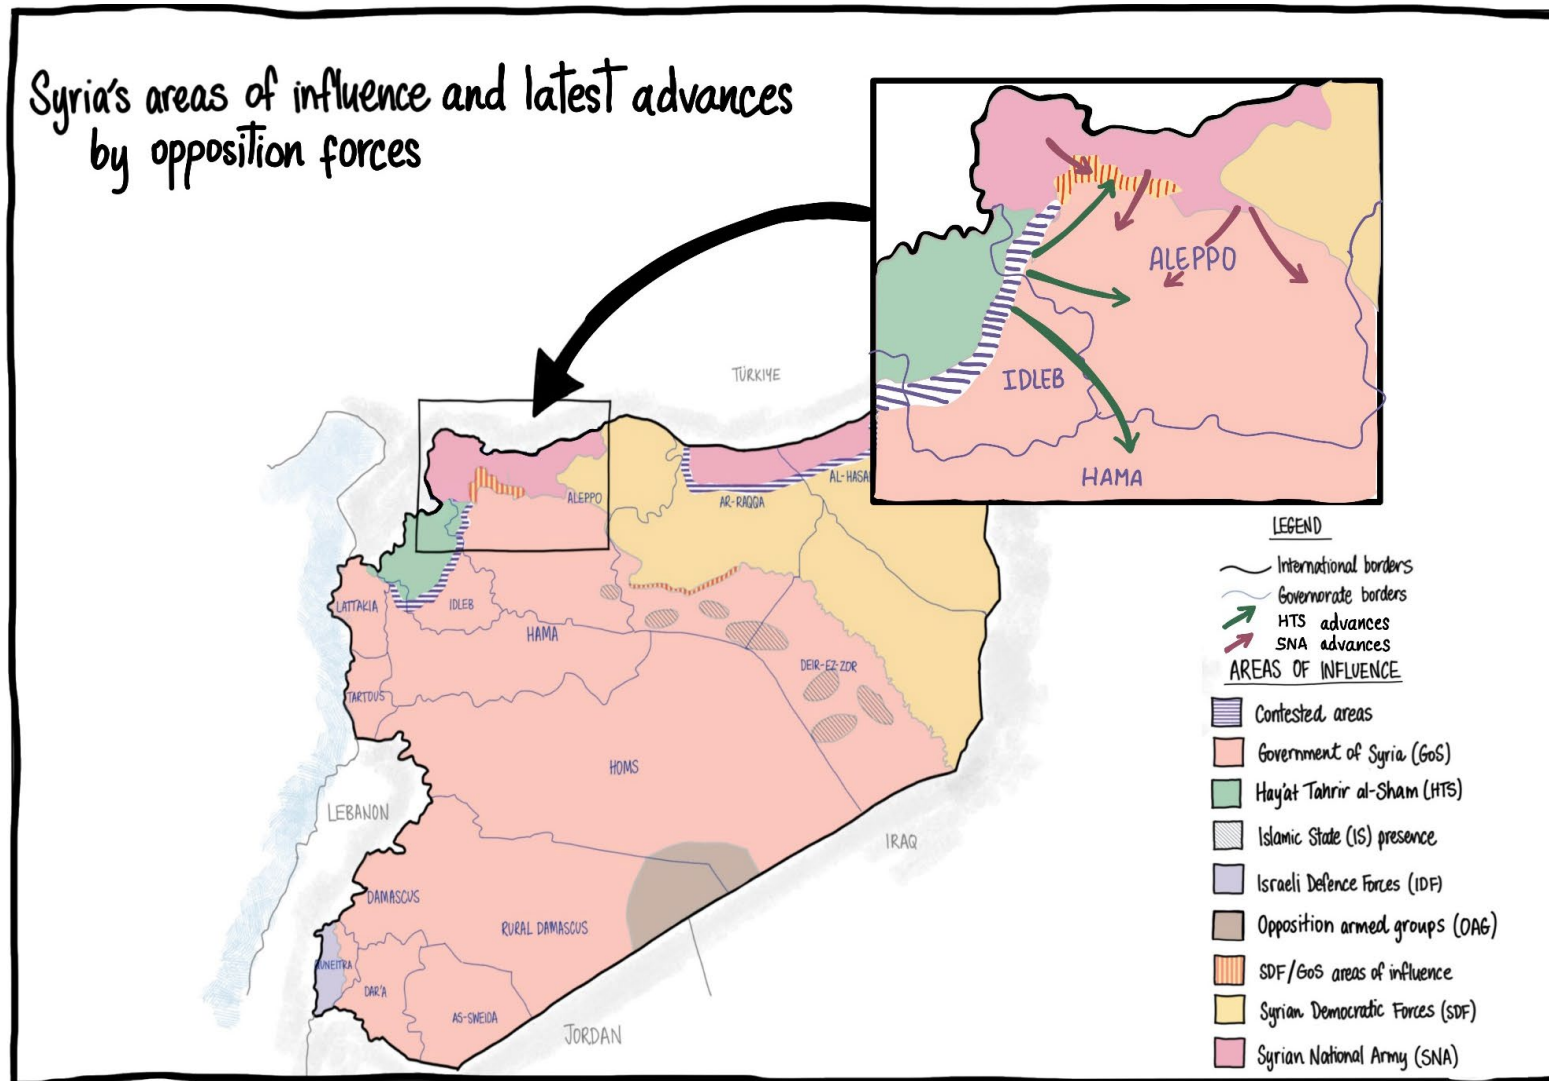 Syria's areas of influence and latest advances
by opposition forces
ALEPPO
IDLEB
HAMA
TÜRKIYE
ALEPPO
AR-RAQQA
AL-HASA
LATTAKIA
IDLEB
HAMA
DEIR-EZ-ZOR
TARTOUS
HOMS
LEBANON
IRAQ
DAMASCUS
RURAL DAMASCUS
UNEITRA
DAR'A
AS-SWEIDA
JORDAN
LEGEND
International borders
Governorate borders
HTS advances
SNA advances
AREAS OF INFLUENCE
Contested areas
Government of Syria (GoS)
Hay'at Tahrir al-Sham (HTS)
Islamic State (IS) presence
Israeli Defence Forces (IDF)
Opposition armed groups (OAG)
SDF/GoS areas of influence
Syrian Democratic Forces (SDF)
Syrian National Army (SNA)